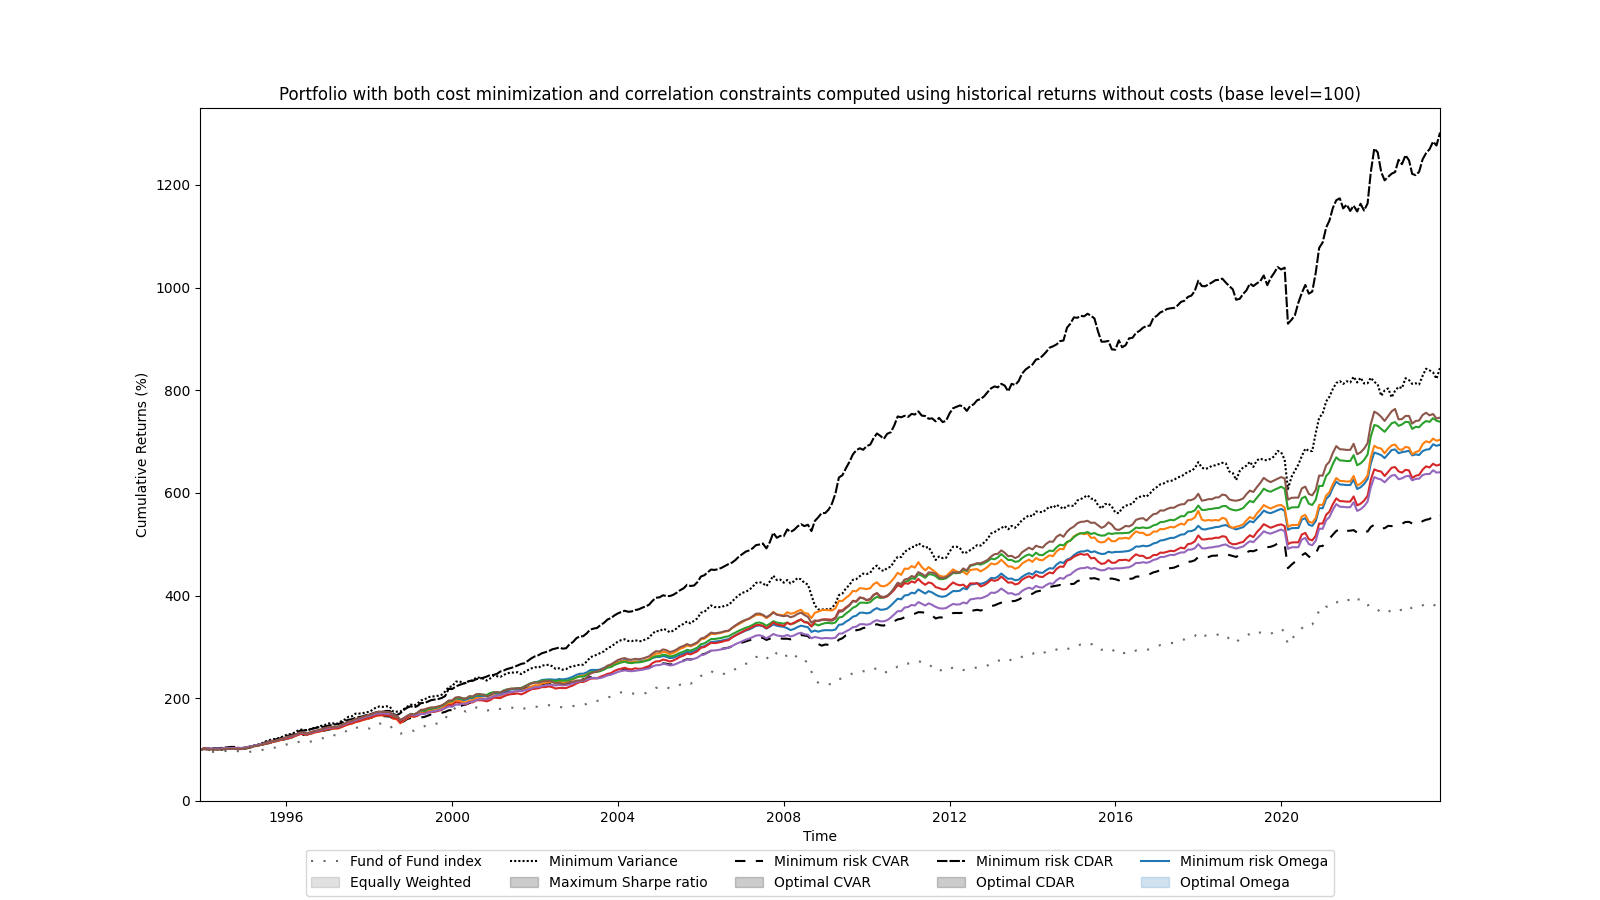 Portfolio with both cost minimization and correlation constraints computed using historical returns without costs (base level=100)
Cumulative Returns (%)
1200
1000
800
600
400
200
0
1996 2000 2004 2008 2012 2016 2020
Time
Fund of Fund index Minimum Variance Minimum risk CVAR Minimum risk CDAR Minimum risk Omega
Equally Weighted Maximum Sharpe ratio Optimal CVAR Optimal CDAR Optimal Omega